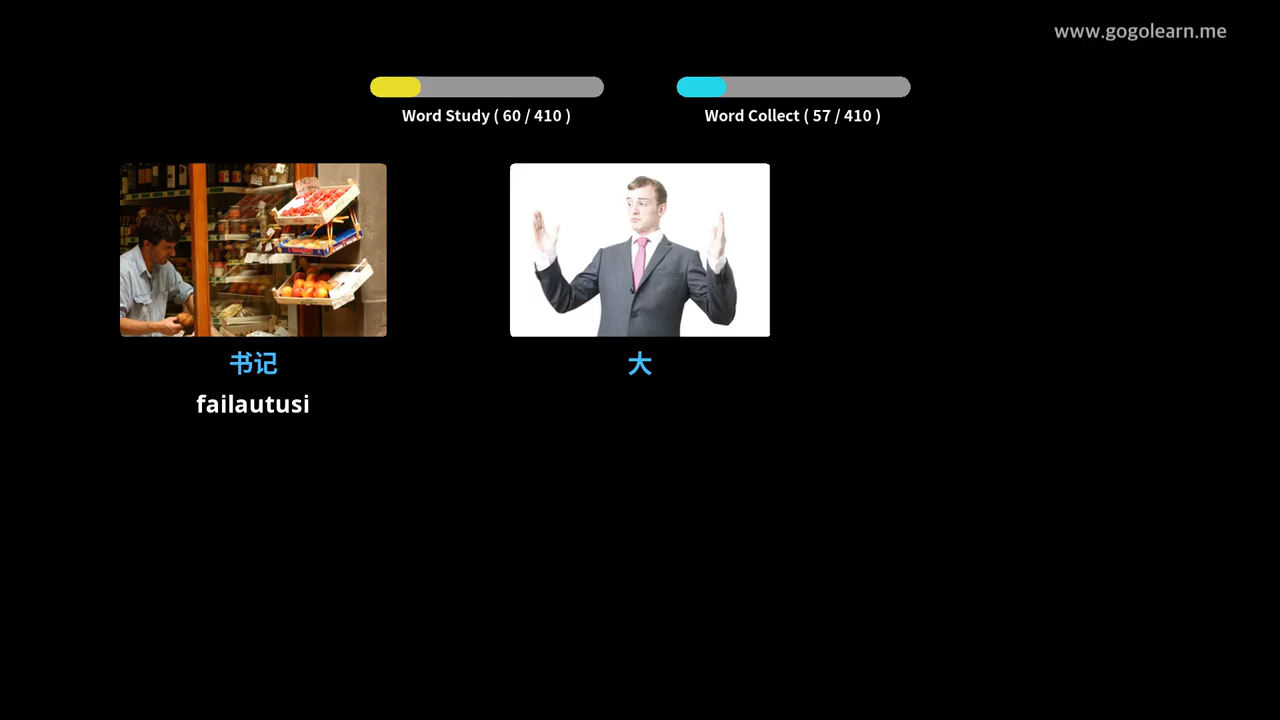 www.gogolearn.me
Word Study ( 60 / 410 )
Word Collect ( 57 / 410 )
书记
大
failautusi